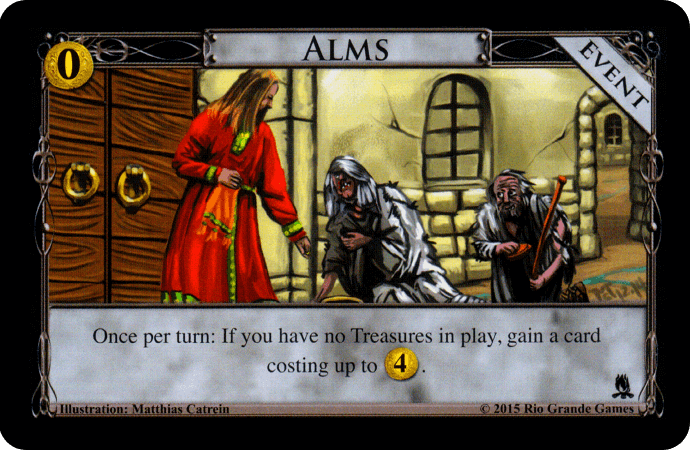 0
ALMS
EVENT
Once per turn: If you have no Treasures in play, gain a card
costing up to 4.
Illustration: Matthias Catrein
© 2015 Rio Grande Games